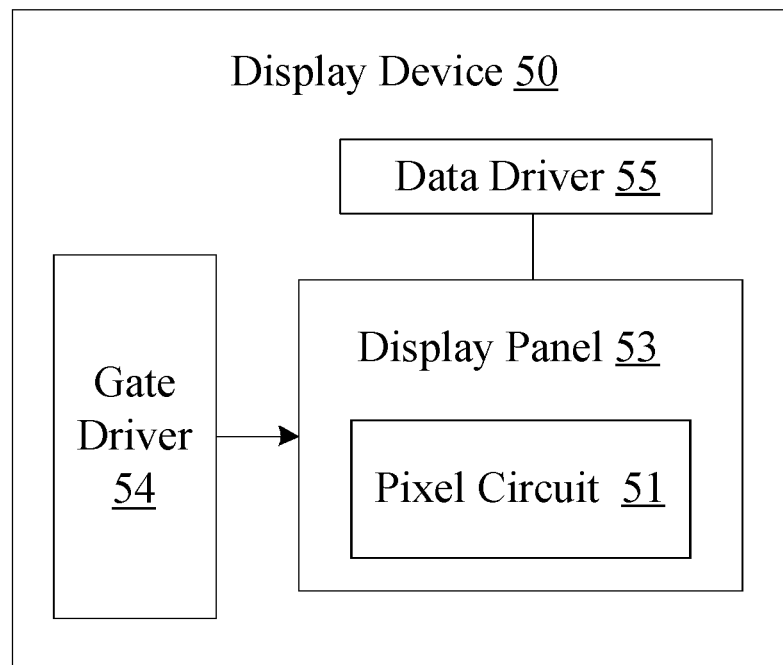 Display Device 50
Data Driver 55
Display Panel 53
Gate
Driver
54
Pixel Circuit 51